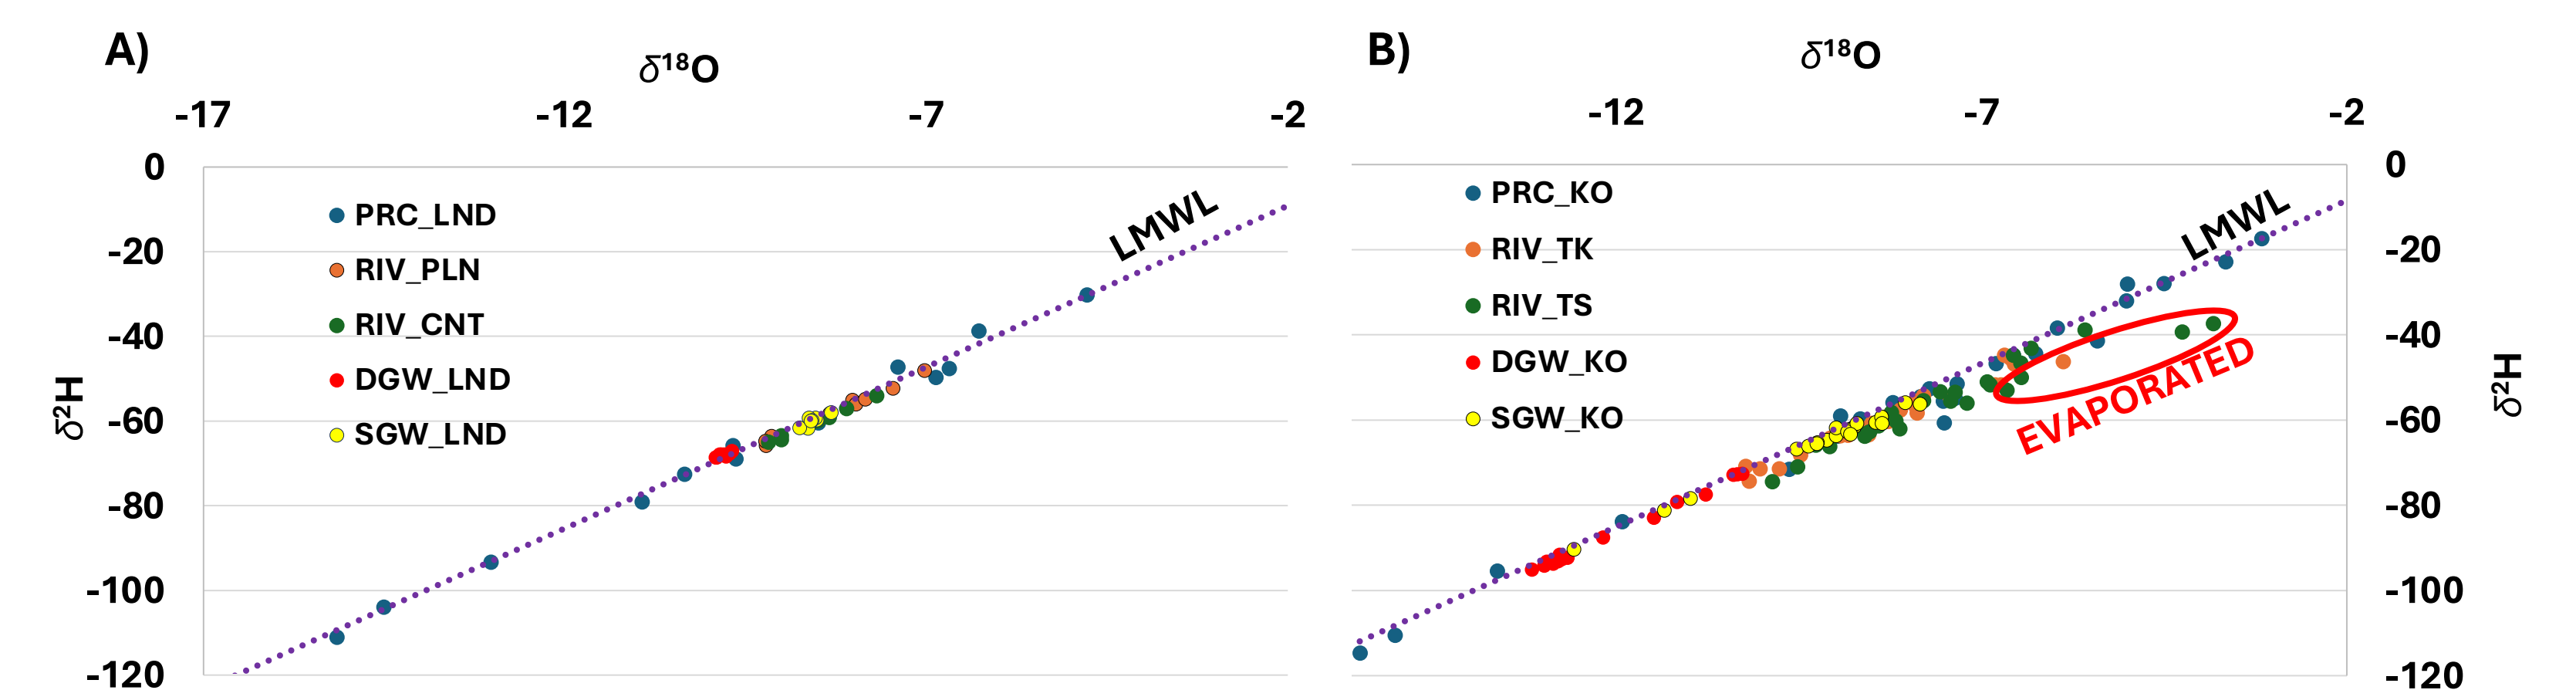 A)
δ18O
-17 -12 -7 -2
0
-20
-40
-60
-80
-100
-120
δ2H
PRC_LND
RIV_PLN
RIV_CNT
DGW_LND
SGW_LND
LMWL
B)
δ18O
-12 -7 -2
PRC_KO
RIV_TK
RIV_TS
DGW_KO
SGW_KO
LMWL
EVAPORATED
0
-20
-40
-60
-80
-100
-120
δ2H